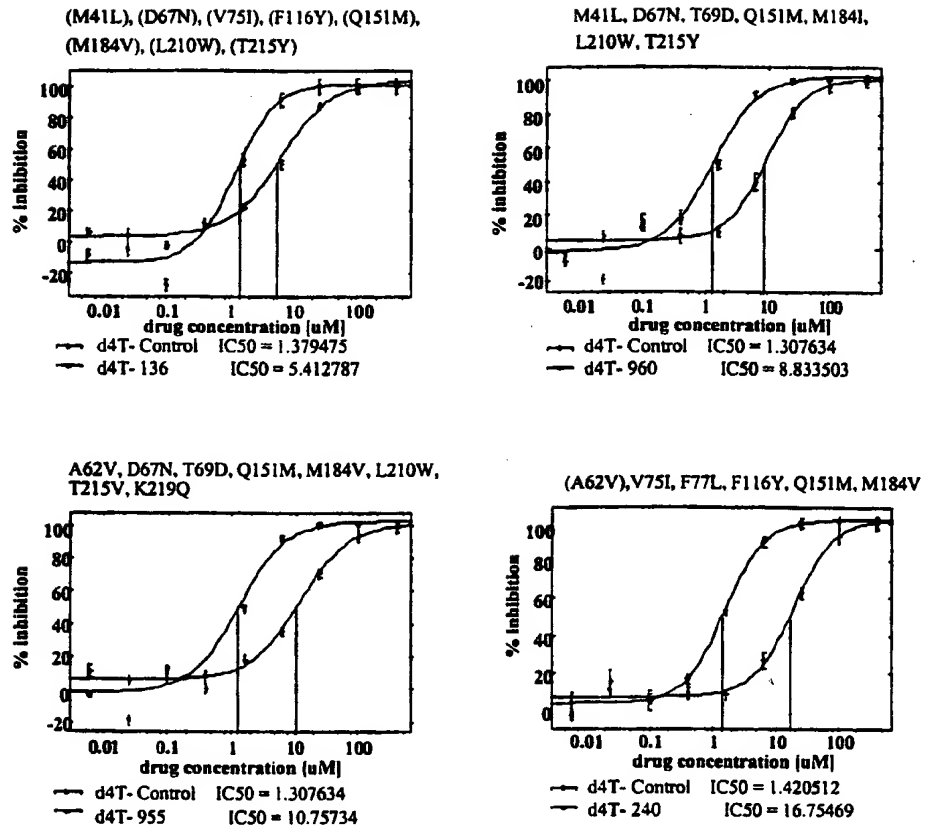 (M41L), (D67N), (V75I), (F116Y), (Q151M),
(M184V), (L210W), (T215Y)
100
80
60
40
20
0
-20
% inhibition
0.01 0.1 1 10 100
drug concentration [uM]
d4T- Control IC50 = 1.379475
d4T- 136 IC50 = 5.412787
M41L, D67N, T69D, Q151M, M184I,
L210W, T215Y
100
80
60
40
20
0
-20
% inhibition
0.01 0.1 1 10 100
drug concentration [uM]
d4T- Control IC50 = 1.307634
d4T- 960 IC50 = 8.833503
A62V, D67N, T69D, Q151M, M184V, L210W,
T215V, K219Q
100
80
60
40
20
0
-20
% inhibition
0.01 0.1 1 10 100
drug concentration [uM]
d4T- Control IC50 = 1.307634
d4T- 955 IC50 = 10.75734
(A62V),V75I, F77L, F116Y, Q151M, M184V
100
80
60
40
20
0
% inhibition
0.01 0.1 1 10 100
drug concentration [uM]
d4T- Control IC50 = 1.420512
d4T- 240 IC50 = 16.75469